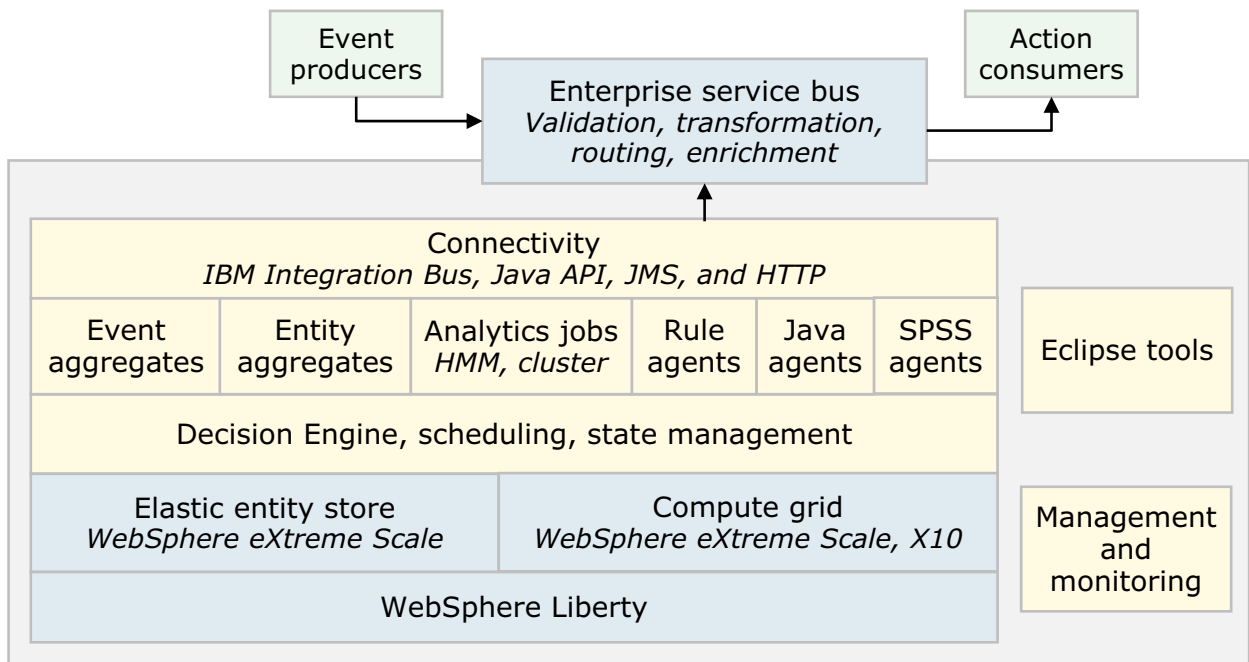 Event
producers
Enterprise service bus
Validation, transformation,
routing, enrichment
Action
consumers
Connectivity
IBM Integration Bus, Java API, JMS, and HTTP
Event
aggregates
Entity
aggregates
Analytics jobs
HMM, cluster
Rule
agents
Java
agents
SPSS
agents
Eclipse tools
Decision Engine, scheduling, state management
Elastic entity store
WebSphere eXtreme Scale
Compute grid
WebSphere eXtreme Scale, X10
Management
and
monitoring
WebSphere Liberty